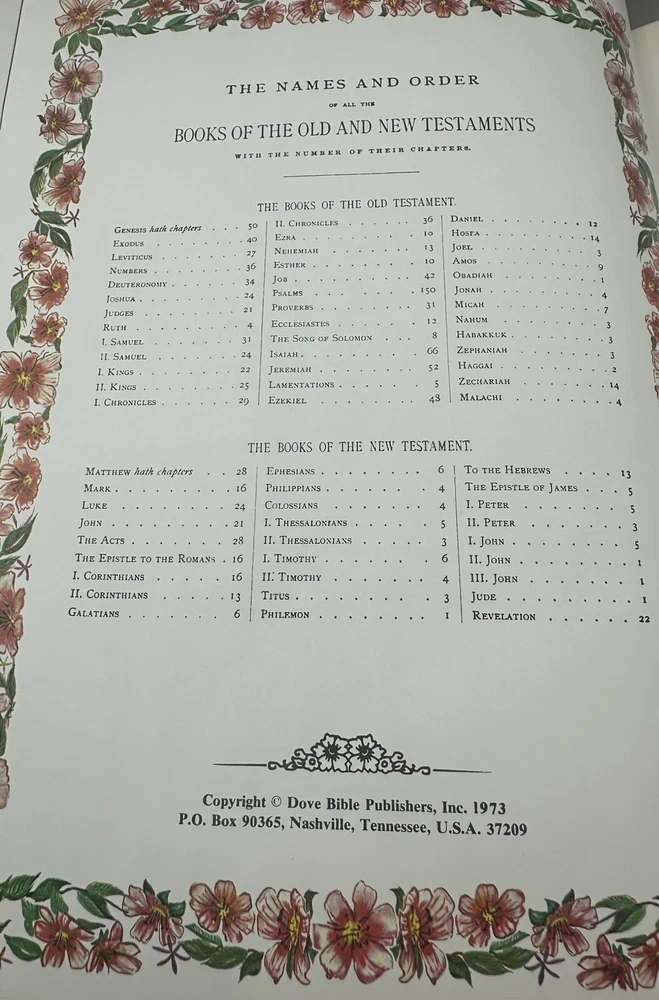 THE NAMES AND ORDER
OF ALL THE
BOOKS OF THE OLD AND NEW TESTAMENTS
WITH THE NUMBER OF THEIR CHAPTERS.
THE BOOKS OF THE OLD TESTAMENT.
GENESIS hath chapters . . . 50
EXODUS . . . . . . . . 40
LEVITICUS . . . . . . . 27
NUMBERS . . . . . . . . 36
DEUTERONOMY . . . . . . 34
JOSHUA . . . . . . . . 24
JUDGES . . . . . . . . 21
RUTH . . . . . . . . 4
I. SAMUEL . . . . . . . 31
II. SAMUEL . . . . . . . 24
I. KINGS . . . . . . . 22
II. KINGS . . . . . . . 25
I. CHRONICLES . . . . . . 29
II. CHRONICLES . . . . . . 36
EZRA . . . . . . . . 10
NEHEMIAH . . . . . . . 13
ESTHER . . . . . . . . 10
JOB . . . . . . . . 42
PSALMS . . . . . . . . 150
PROVERBS . . . . . . . 31
ECCLESIASTES . . . . . . 12
THE SONG OF SOLOMON . . . 8
ISAIAH . . . . . . . . 66
JEREMIAH . . . . . . . 52
LAMENTATIONS . . . . . . 5
EZEKIEL . . . . . . . 48
DANIEL . . . . . . . . 12
HOSEA . . . . . . . . 14
JOEL . . . . . . . . 3
AMOS . . . . . . . . 9
OBADIAH . . . . . . . 1
JONAH . . . . . . . . 4
MICAH . . . . . . . . 7
NAHUM . . . . . . . . 3
HABAKKUK . . . . . . . 3
ZEPHANIAH . . . . . . . 3
HAGGAI . . . . . . . . 2
ZECHARIAH . . . . . . . 14
MALACHI . . . . . . . 4
THE BOOKS OF THE NEW TESTAMENT.
MATTHEW hath chapters . . 28
MARK . . . . . . . . . 16
LUKE . . . . . . . . 24
JOHN . . . . . . . . 21
THE ACTS . . . . . . . 28
THE EPISTLE TO THE ROMANS . 16
I. CORINTHIANS . . . . . 16
II. CORINTHIANS . . . . . 13
GALATIANS . . . . . . . 6
EPHESIANS . . . . . . . 6
PHILIPPIANS . . . . . . 4
COLOSSIANS . . . . . . 4
I. THESSALONIANS . . . . . 5
II. THESSALONIANS . . . . . 3
I. TIMOTHY . . . . . . 6
II. TIMOTHY . . . . . . 4
TITUS . . . . . . . . 3
PHILEMON . . . . . . . 1
TO THE HEBREWS . . . . 13
THE EPISTLE OF JAMES . . . 5
I. PETER . . . . . . . 5
II. PETER . . . . . . . 3
I. JOHN . . . . . . . 5
II. JOHN . . . . . . . 1
III. JOHN . . . . . . . 1
JUDE . . . . . . . . 1
REVELATION . . . . . . 22
Copyright © Dove Bible Publishers, Inc. 1973
P.O. Box 90365, Nashville, Tennessee, U.S.A. 37209